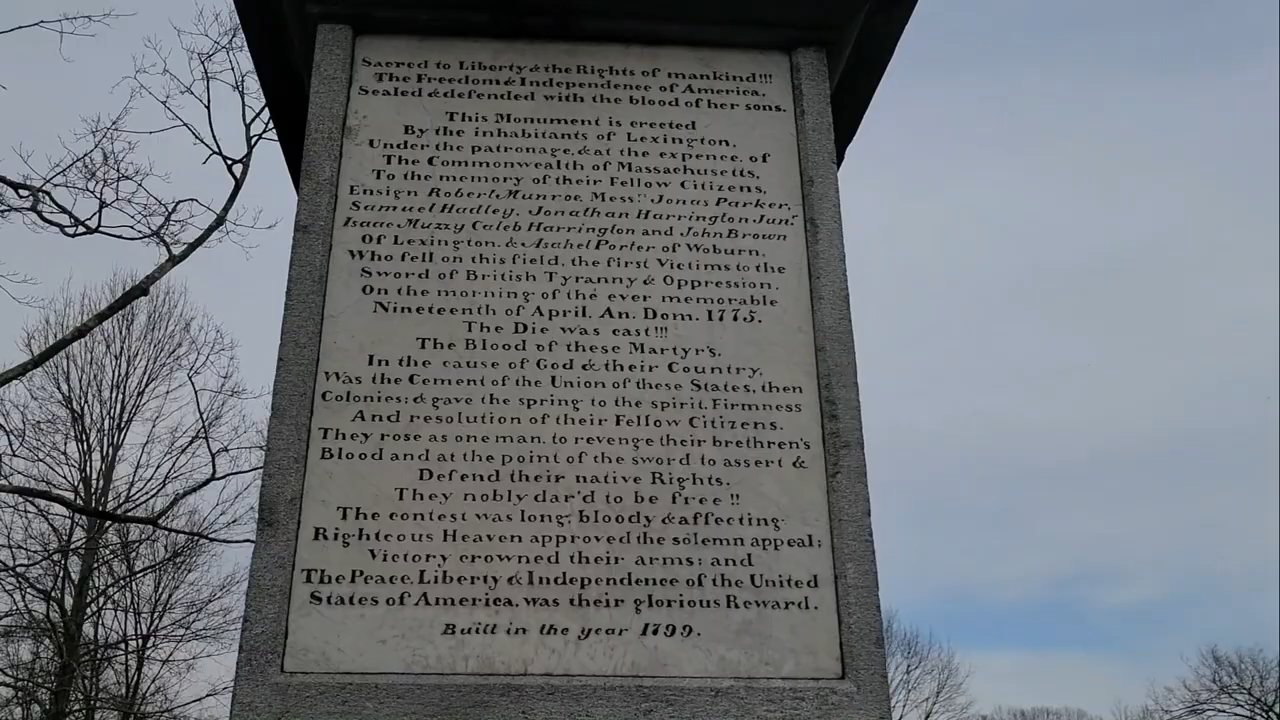 Sacred to Liberty & the Rights of mankind!!!
The Freedom & Independence of America,
Sealed & defended with the blood of her sons.
This Monument is erected
By the inhabitants of Lexington,
Under the patronage, & at the expence, of
The Commonwealth of Massachusetts,
To the memory of their Fellow Citizens,
Ensign Robert Munroe, Messrs. Jonas Parker,
Samuel Hadley, Jonathan Harrington Junr.
Isaac Muzzy Caleb Harrington and John Brown
Of Lexington, & Asahel Porter of Woburn,
Who fell on this field, the first Victims to the
Sword of British Tyranny & Oppression,
On the morning of the ever memorable
Nineteenth of April, An. Dom. 1775.
The Die was cast!!!
The Blood of these Martyr's,
In the cause of God & their Country,
Was the Cement of the Union of these States, then
Colonies; & gave the spring to the spirit, Firmness
And resolution of their Fellow Citizens.
They rose as one man, to revenge their brethren's
Blood and at the point of the sword to assert &
Defend their native Rights.
They nobly dar'd to be free!!
The contest was long, bloody & affecting.
Righteous Heaven approved the solemn appeal;
Victory crowned their arms; and
The Peace, Liberty & Independence of the United
States of America, was their glorious Reward.
Built in the year 1799.